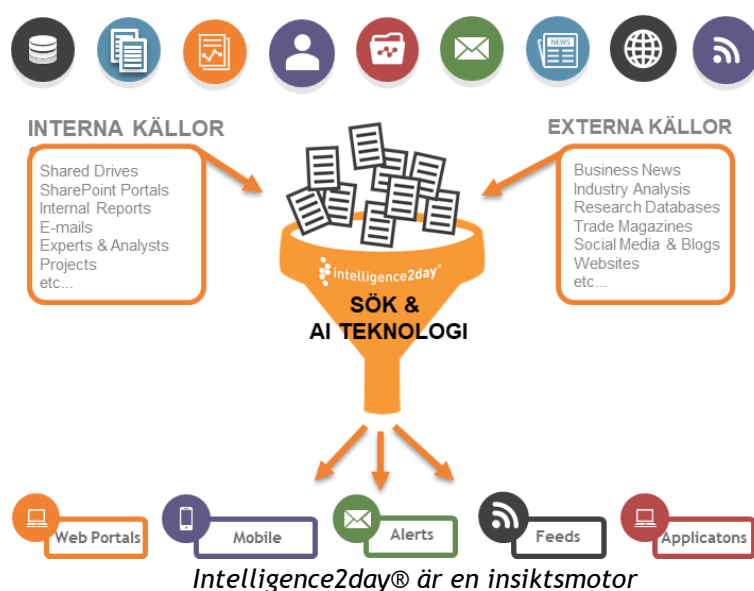 NEWS
INTERNA KÄLLOR
Shared Drives
SharePoint Portals
Internal Reports
E-mails
Experts & Analysts
Projects
etc...
EXTERNA KÄLLOR
Business News
Industry Analysis
Research Databases
Trade Magazines
Social Media & Blogs
Websites
etc...
intelligence2day®
SÖK &
AI TEKNOLOGI
Web Portals
Mobile
Alerts
Feeds
Applicatons
Intelligence2day® är en insiktsmotor